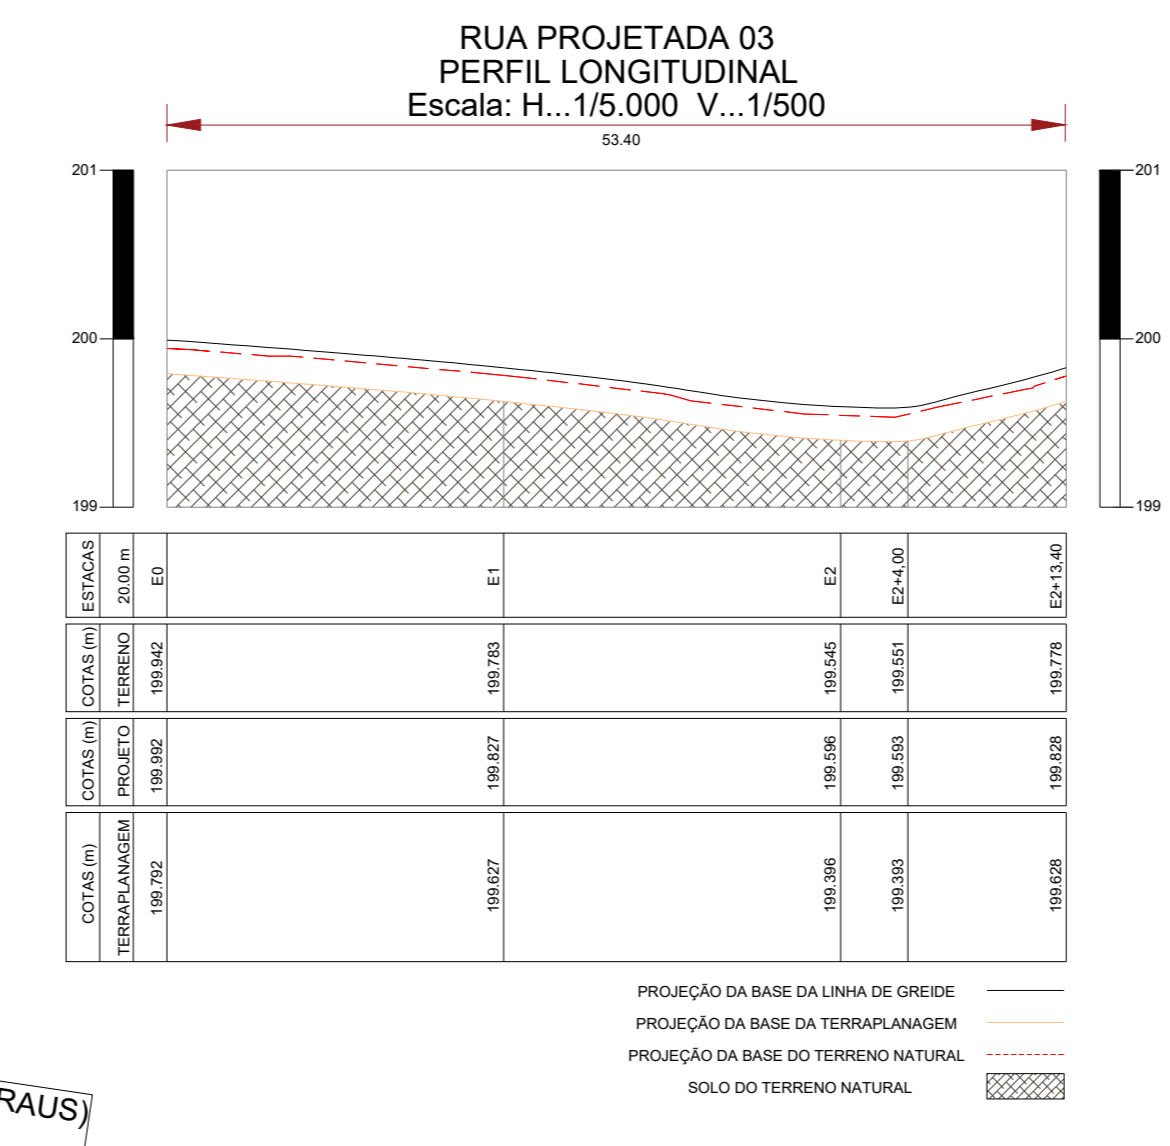 RUA PROJETADA 03
PERFIL LONGITUDINAL
Escala: H...1/5.000 V...1/500
53.40
201
201
200
200
199
199
ESTACAS
20.00 m
E0
E1
E2
E2+4,00
E2+13,40
COTAS (m)
TERRENO
199.942
199.783
199.545
199.551
199.778
COTAS (m)
PROJETO
199.992
199.827
199.596
199.593
199.828
COTAS (m)
TERRAPLANAGEM
199.792
199.627
199.396
199.393
199.628
PROJEÇÃO DA BASE DA LINHA DE GREIDE
PROJEÇÃO DA BASE DA TERRAPLANAGEM
PROJEÇÃO DA BASE DO TERRENO NATURAL
SOLO DO TERRENO NATURAL
RAUS)